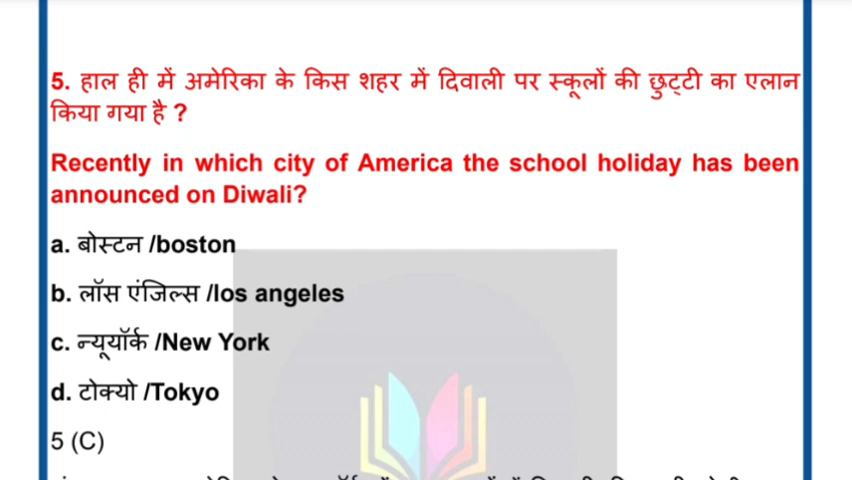 5. हाल ही में अमेरिका के किस शहर में दिवाली पर स्कूलों की छुट्टी का एलान
किया गया है ?
Recently in which city of America the school holiday has been
announced on Diwali?
a. बोस्टन /boston
b. लॉस एंजिल्स /los angeles
c. न्यूयॉर्क /New York
d. टोक्यो /Tokyo
5 (C)